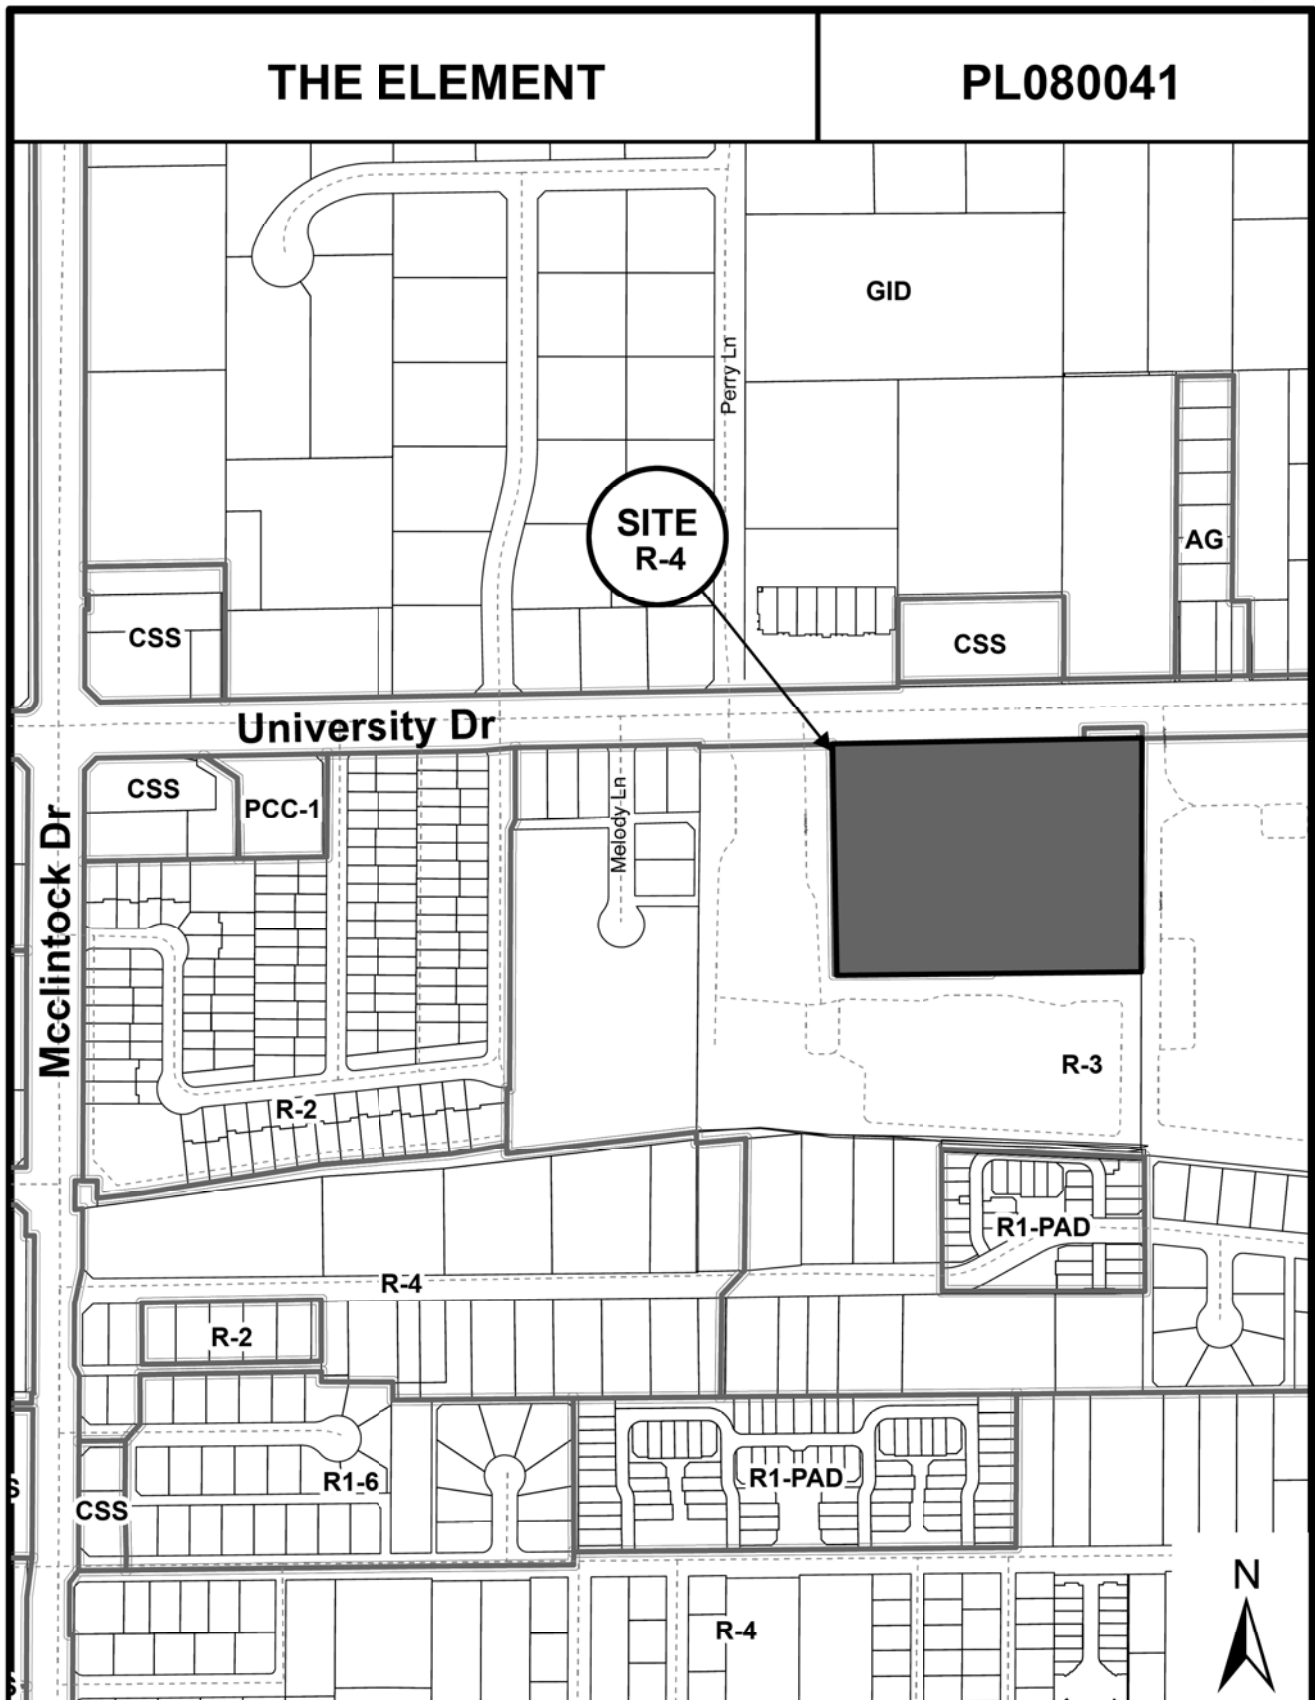 THE ELEMENT
PL080041
GID
Perry Ln
SITE
R-4
AG
CSS
CSS
University Dr
CSS
PCC-1
Melody Ln
Mcclintock Dr
R-3
R-2
R1-PAD
R-4
R-2
R1-6
R1-PAD
CSS
N
R-4